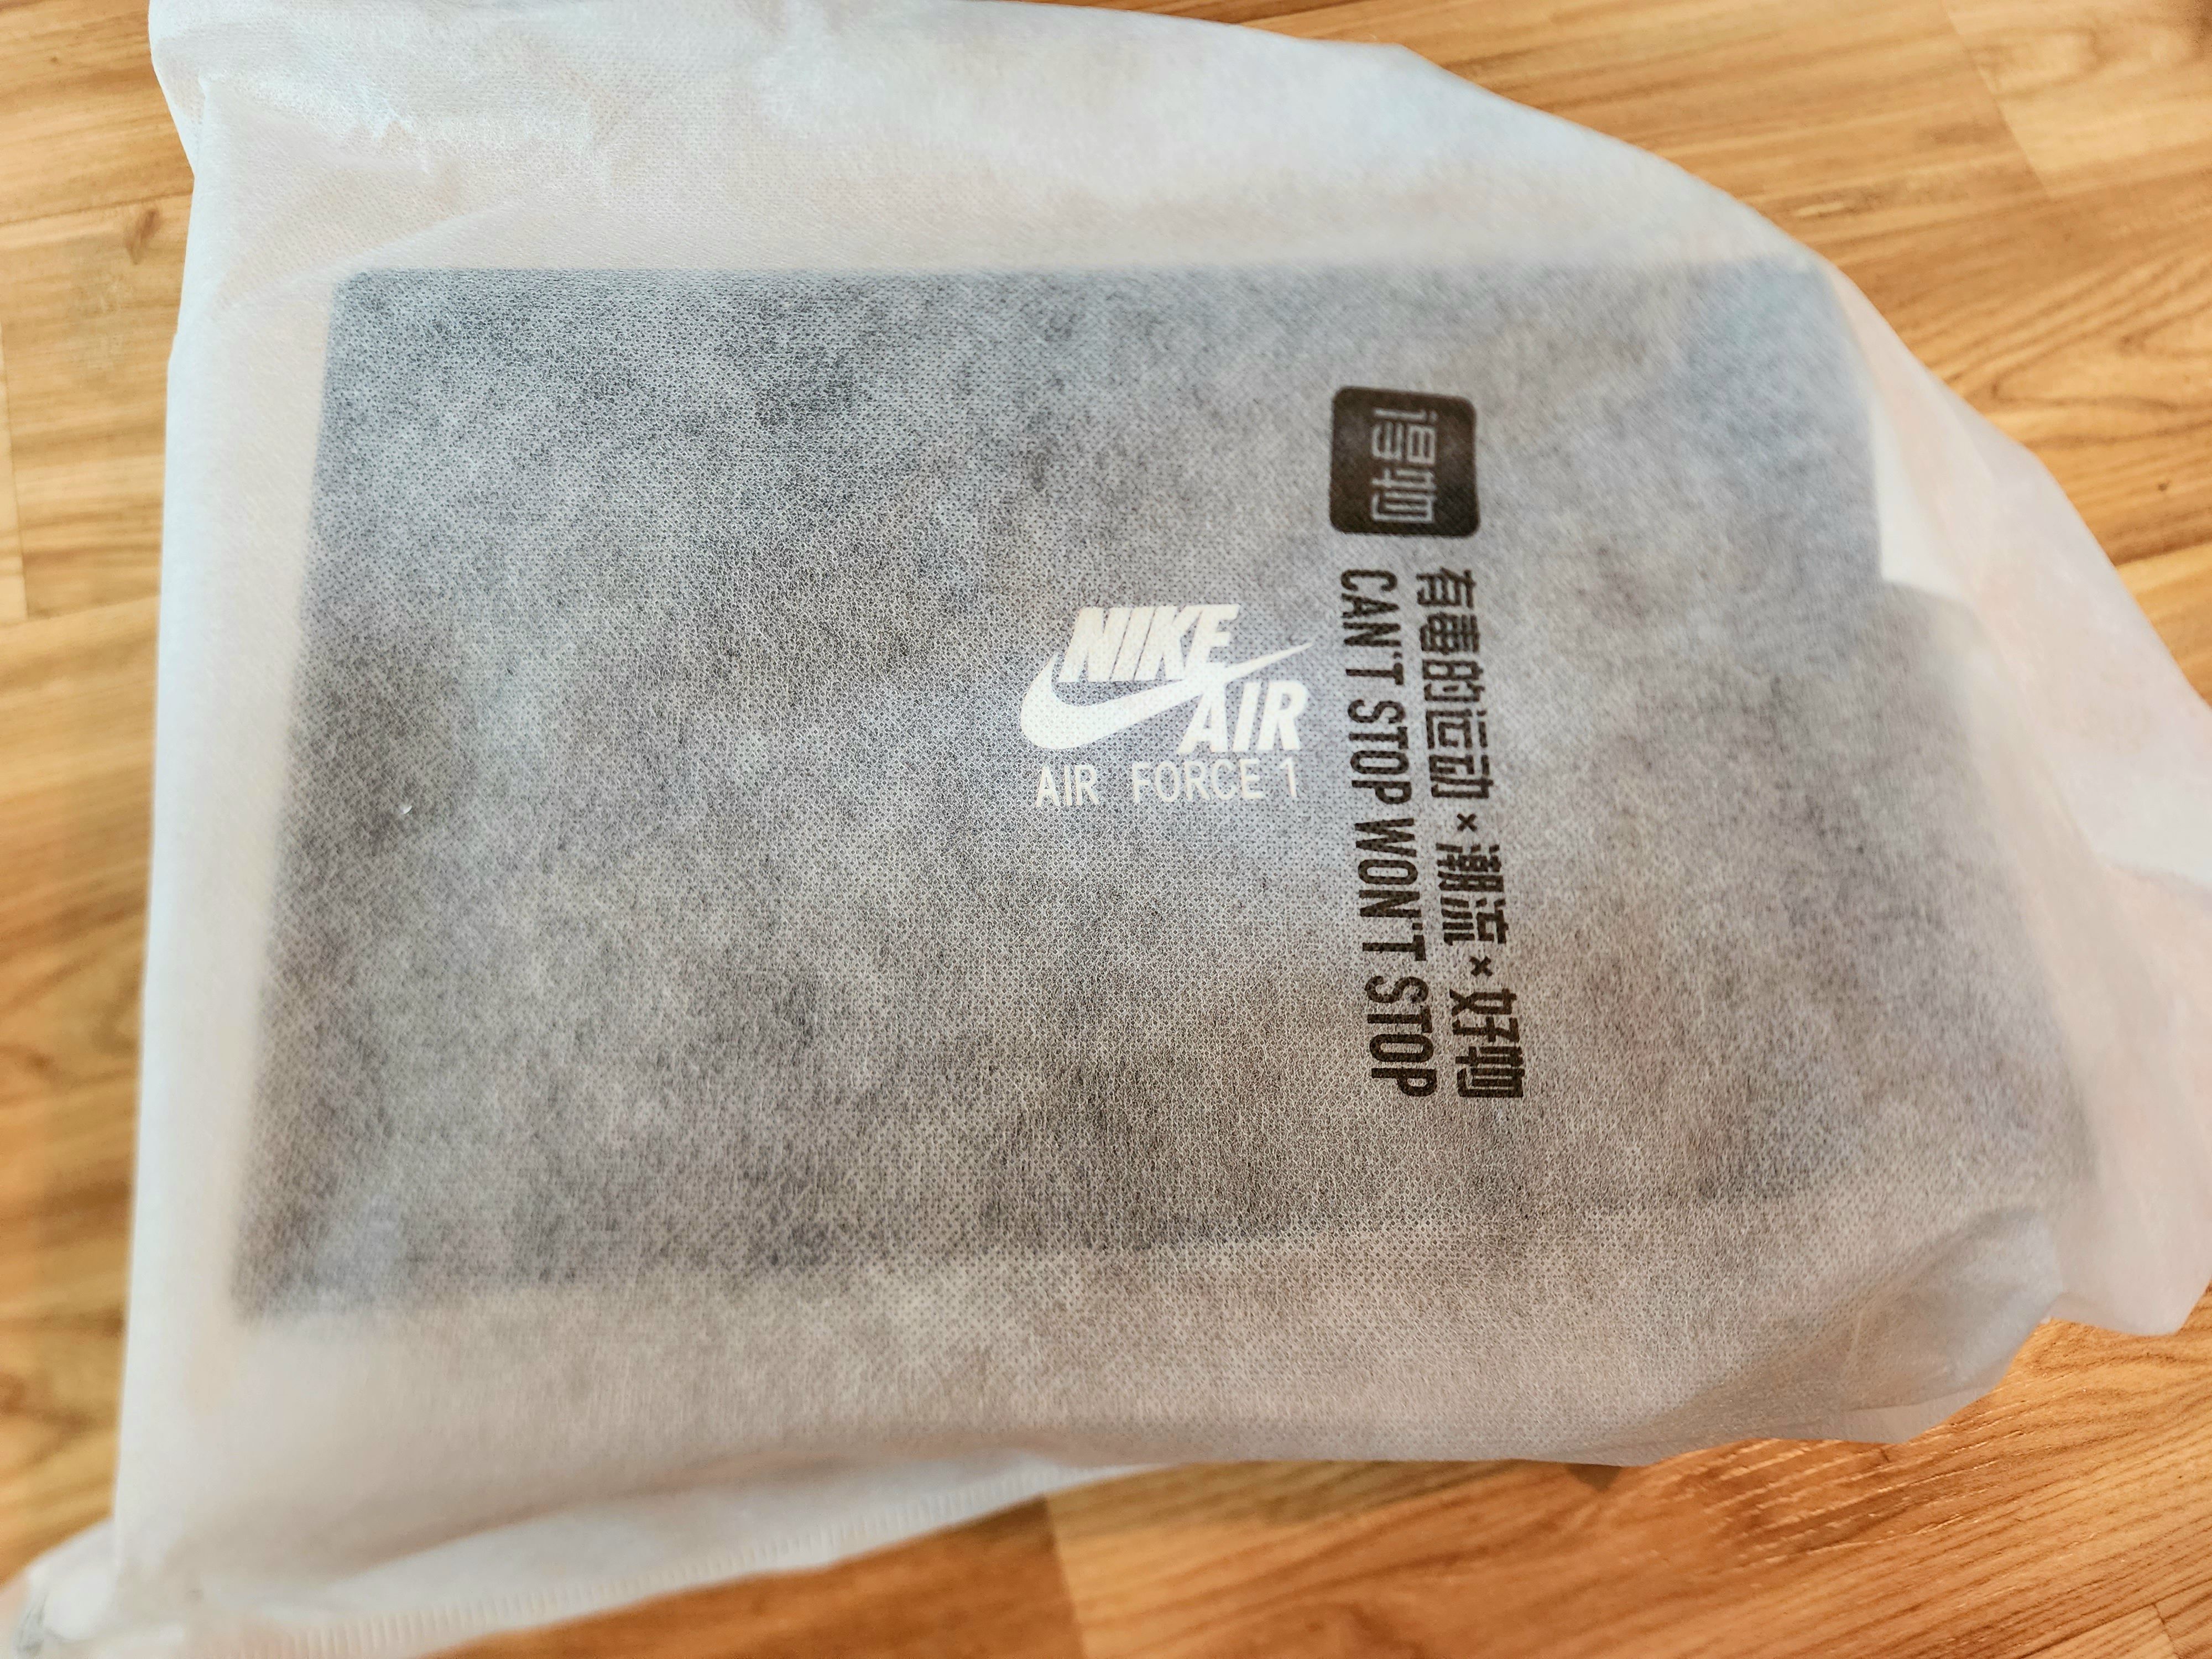 NIKE
AIR
AIR FORCE 1
得物
有毒的运动×潮流×好物
CAN'T STOP WON'T STOP